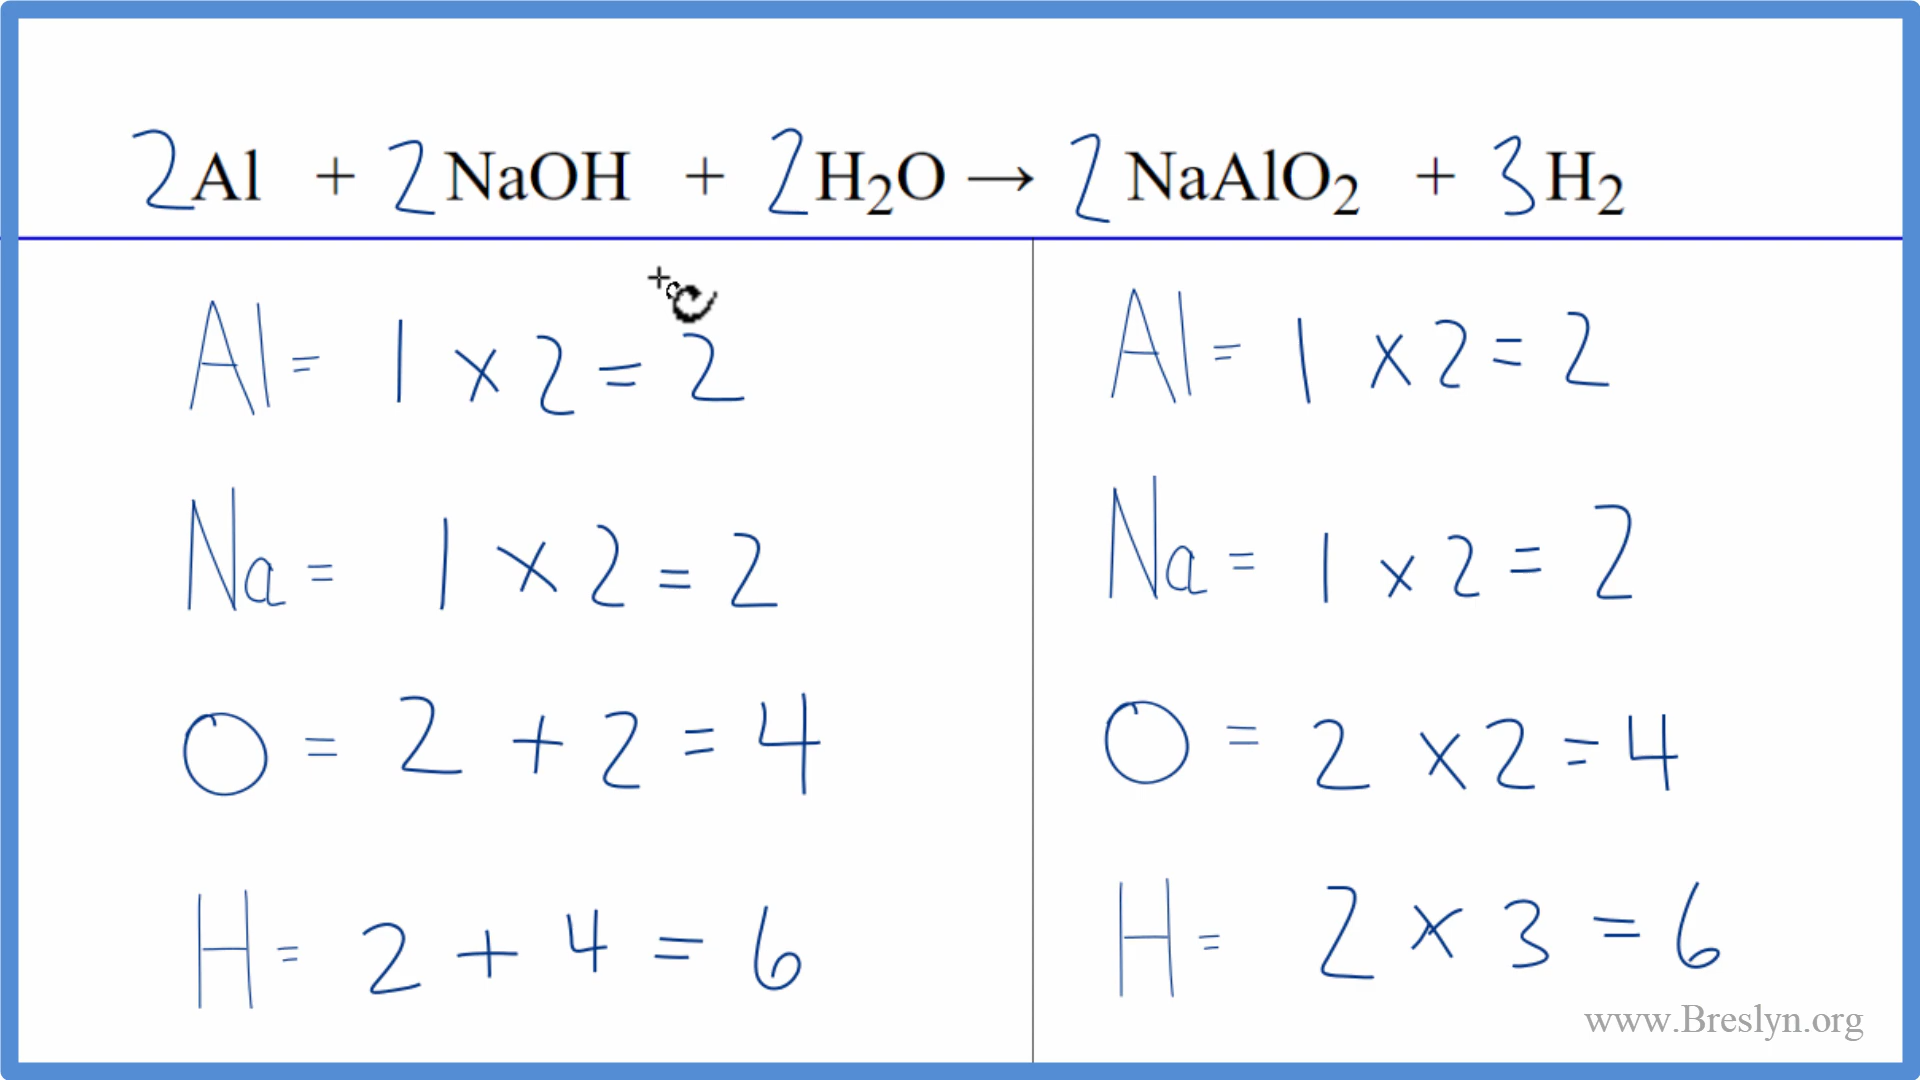 2Al + 2NaOH + 2H₂O → 2NaAlO₂ + 3H₂
Al = 1 x 2 = 2
Na = 1 x 2 = 2
O = 2 + 2 = 4
H = 2 + 4 = 6
Al = 1 x 2 = 2
Na = 1 x 2 = 2
O = 2 x 2 = 4
H = 2 x 3 = 6
www.Breslyn.org